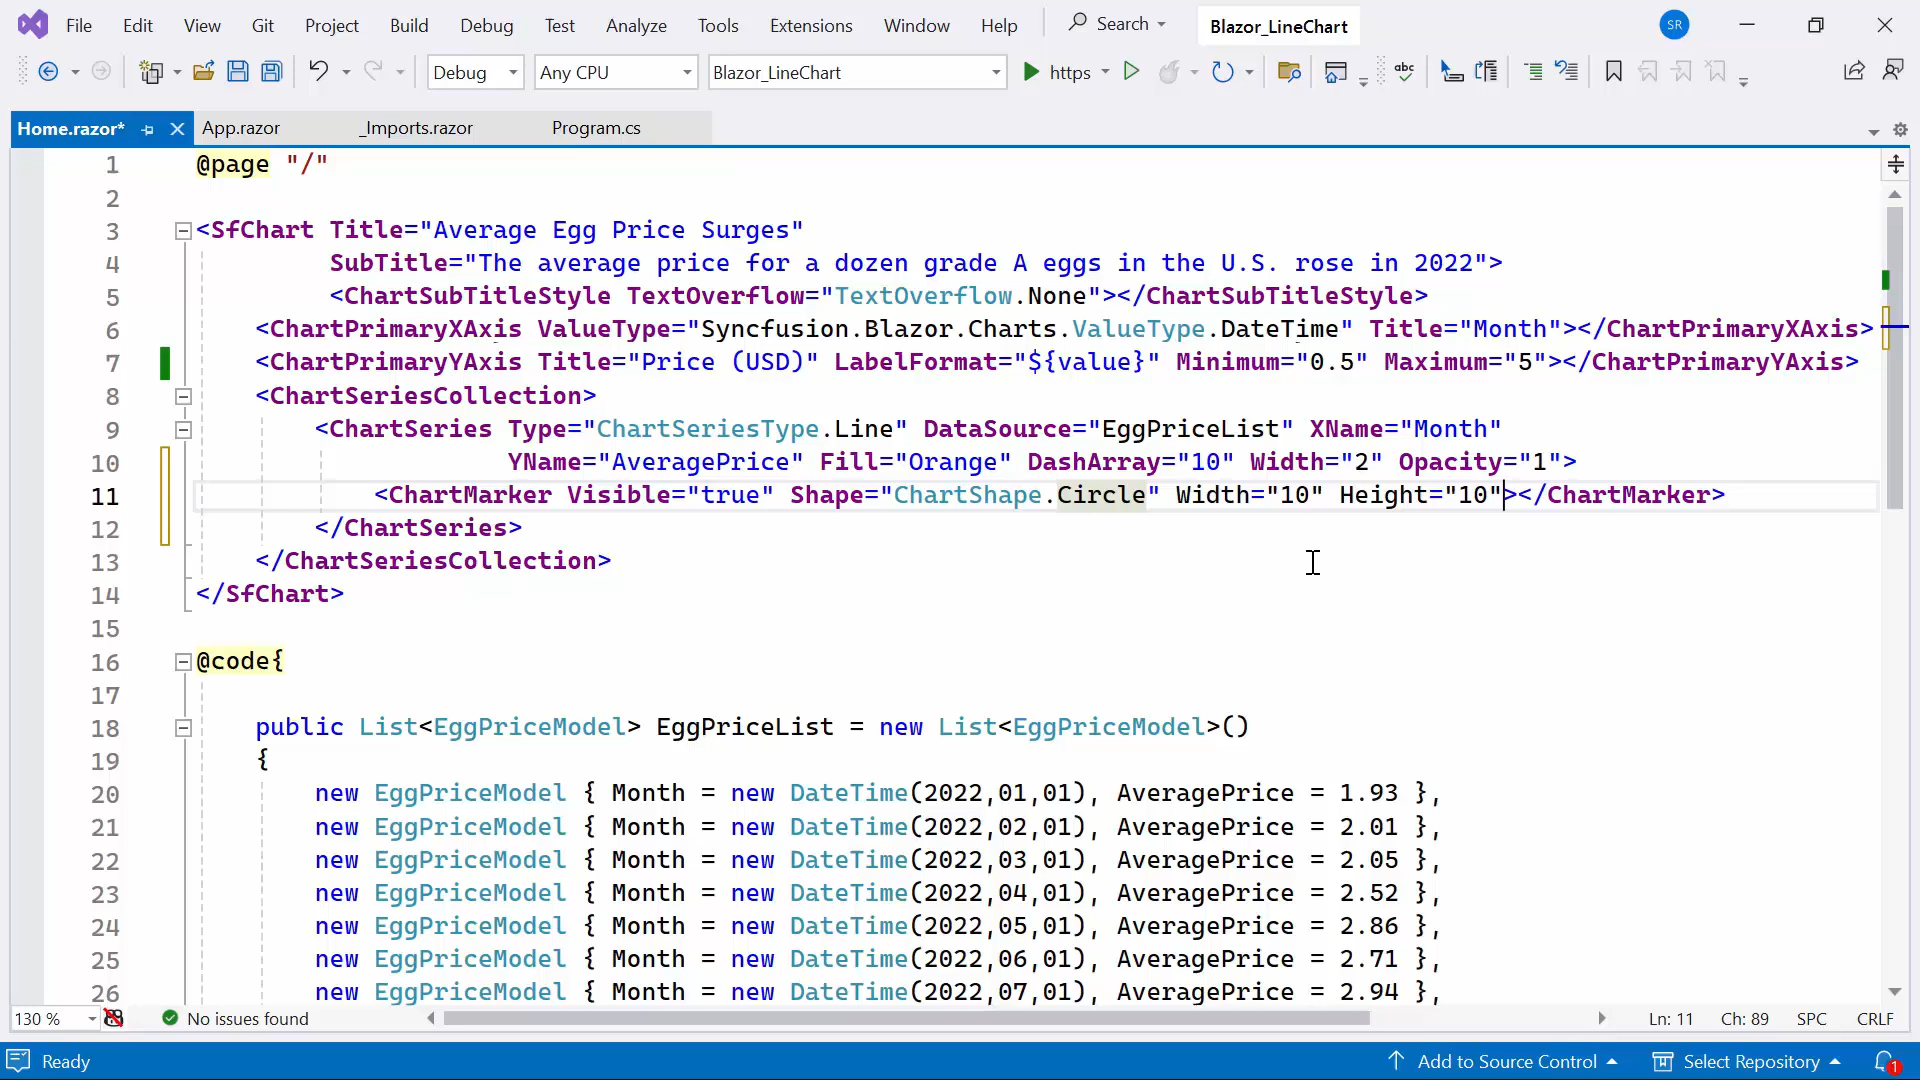 File Edit View Git Project Build Debug Test Analyze Tools Extensions Window Help Search Blazor_LineChart SR
Debug Any CPU Blazor_LineChart https abc
Home.razor* App.razor _Imports.razor Program.cs
1 @page "/"
2
3 <SfChart Title="Average Egg Price Surges"
4 SubTitle="The average price for a dozen grade A eggs in the U.S. rose in 2022">
5 <ChartSubTitleStyle TextOverflow="TextOverflow.None"></ChartSubTitleStyle>
6 <ChartPrimaryXAxis ValueType="Syncfusion.Blazor.Charts.ValueType.DateTime" Title="Month"></ChartPrimaryXAxis>
7 <ChartPrimaryYAxis Title="Price (USD)" LabelFormat="${value}" Minimum="0.5" Maximum="5"></ChartPrimaryYAxis>
8 <ChartSeriesCollection>
9 <ChartSeries Type="ChartSeriesType.Line" DataSource="EggPriceList" XName="Month"
10 YName="AveragePrice" Fill="Orange" DashArray="10" Width="2" Opacity="1">
11 <ChartMarker Visible="true" Shape="ChartShape.Circle" Width="10" Height="10"></ChartMarker>
12 </ChartSeries>
13 </ChartSeriesCollection>
14 </SfChart>
15
16 @code{
17
18 public List<EggPriceModel> EggPriceList = new List<EggPriceModel>()
19 {
20 new EggPriceModel { Month = new DateTime(2022,01,01), AveragePrice = 1.93 },
21 new EggPriceModel { Month = new DateTime(2022,02,01), AveragePrice = 2.01 },
22 new EggPriceModel { Month = new DateTime(2022,03,01), AveragePrice = 2.05 },
23 new EggPriceModel { Month = new DateTime(2022,04,01), AveragePrice = 2.52 },
24 new EggPriceModel { Month = new DateTime(2022,05,01), AveragePrice = 2.86 },
25 new EggPriceModel { Month = new DateTime(2022,06,01), AveragePrice = 2.71 },
26 new EggPriceModel { Month = new DateTime(2022,07,01), AveragePrice = 2.94 },
130 % No issues found Ln: 11 Ch: 89 SPC CRLF
Ready Add to Source Control Select Repository 1